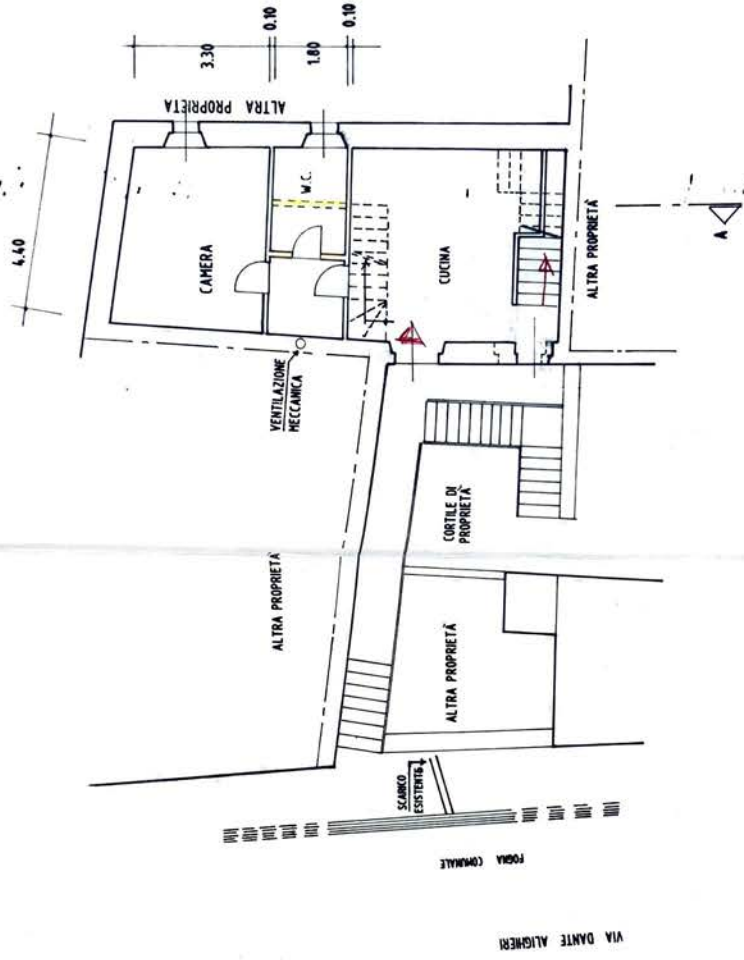 4.40
3.30
0.10
1.80
0.10
ALTRA PROPRIETA
CAMERA
W.C.
CUCINA
VENTILAZIONE
MECCANICA
ALTRA PROPRIETÀ
ALTRA PROPRIETÀ
A
CORTILE DI
PROPRIETÀ
ALTRA PROPRIETÀ
SCARICO
ESISTENTE
FOGNA COMUNALE
VIA DANTE ALIGHIERI